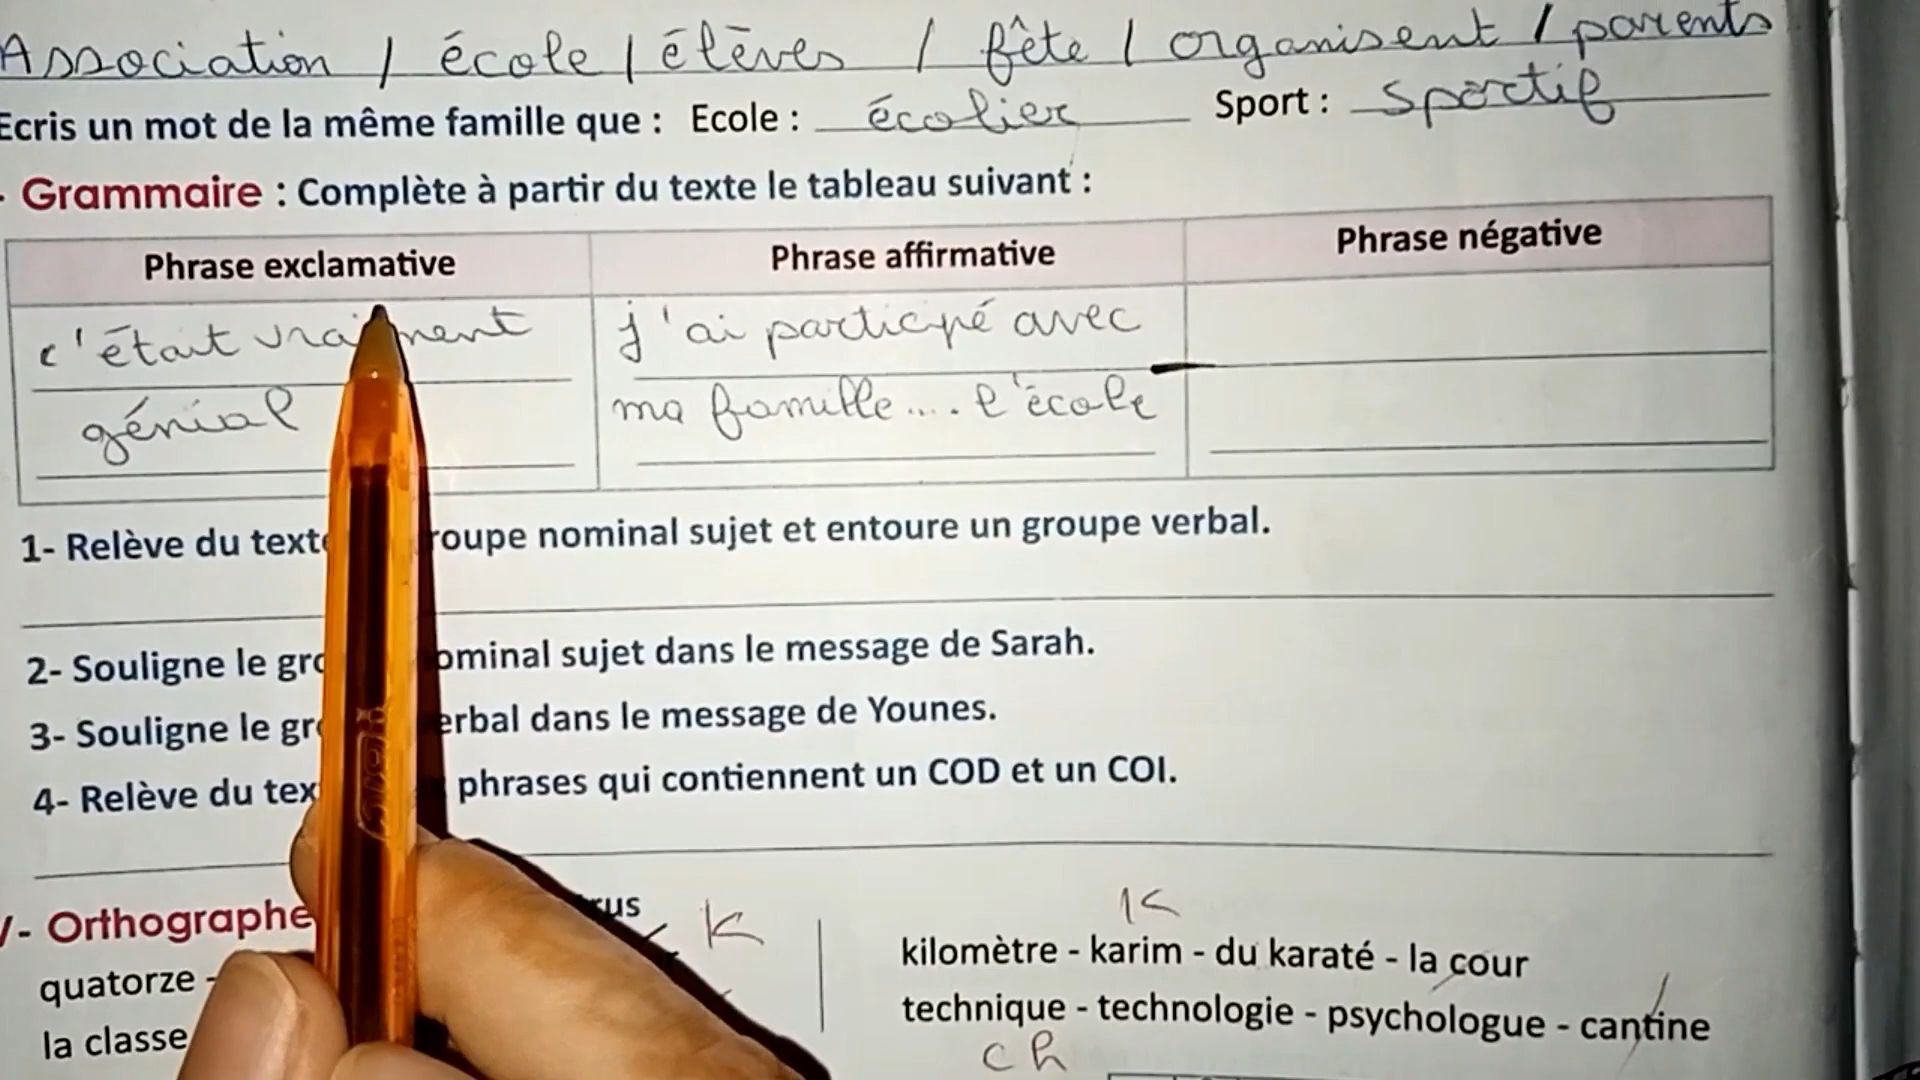 Association / école / élèves / fête / organisent / parents
Ecris un mot de la même famille que : Ecole : écolier Sport : sportif
- Grammaire : Complète à partir du texte le tableau suivant :
Phrase exclamative Phrase affirmative Phrase négative
c'était vraiment j'ai participé avec
génial ma famille.... l'école
1- Relève du texte roupe nominal sujet et entoure un groupe verbal.
2- Souligne le gro ominal sujet dans le message de Sarah.
3- Souligne le gr erbal dans le message de Younes.
4- Relève du tex phrases qui contiennent un COD et un COI.
- Orthographe rus
K K
quatorze - kilomètre - karim - du karaté - la cour
la classe technique - technologie - psychologue - cantine
ch